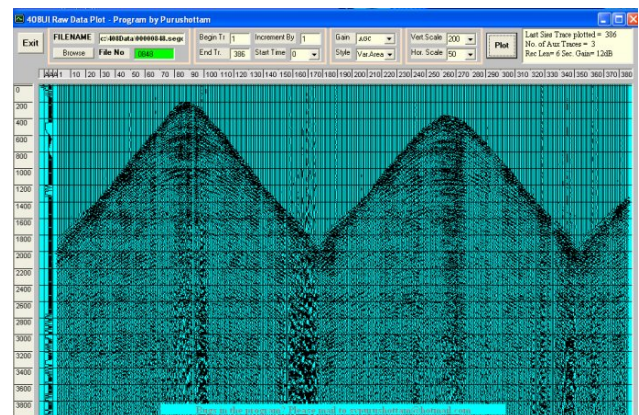 408UI Raw Data Plot - Program by Purushottam
Exit
FILENAME c:\408Data\00000848.segd
Browse File No 0848
Begin Tr. 1 Increment By 1
End Tr. 386 Start Time 0
Gain AGC
Style Var.Area
Vert Scale 200
Hor. Scale 50
Plot
Last Sisw Trace plotted = 386
No. of Aux Traces = 3
Rec Len= 6 Sec. Gain= 12dB
AAA1 10 20 30 40 50 60 70 80 90 100 110 120 130 140 150 160 170 180 190 200 210 220 230 240 250 260 270 280 290 300 310 320 330 340 350 360 370 380
0
200
400
600
800
1000
1200
1400
1600
1800
2000
2200
2400
2600
2800
3000
3200
3400
3600
3800
Bugs in the program? Please mail to